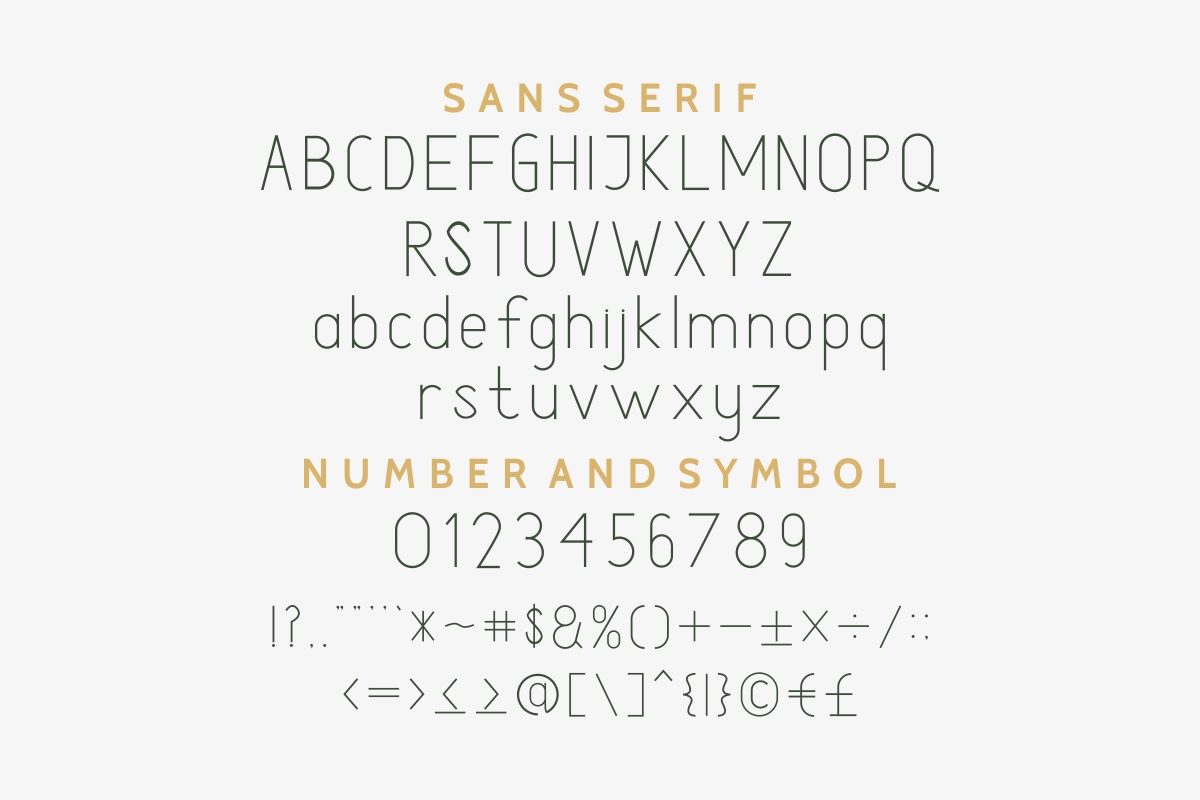 SANS SERIF
ABCDEFGHIJKLMNOPQ
RSTUVWXYZ
abcdefghijklmnopq
rstuvwxyz
NUMBER AND SYMBOL
0123456789
!?,.""''`*~#$&%()+−±×÷/:;
<=>≤≥@[\]^{|}©€£